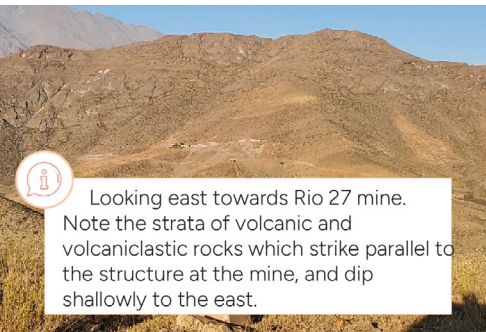 Looking east towards Rio 27 mine.
Note the strata of volcanic and
volcaniclastic rocks which strike parallel to
the structure at the mine, and dip
shallowly to the east.